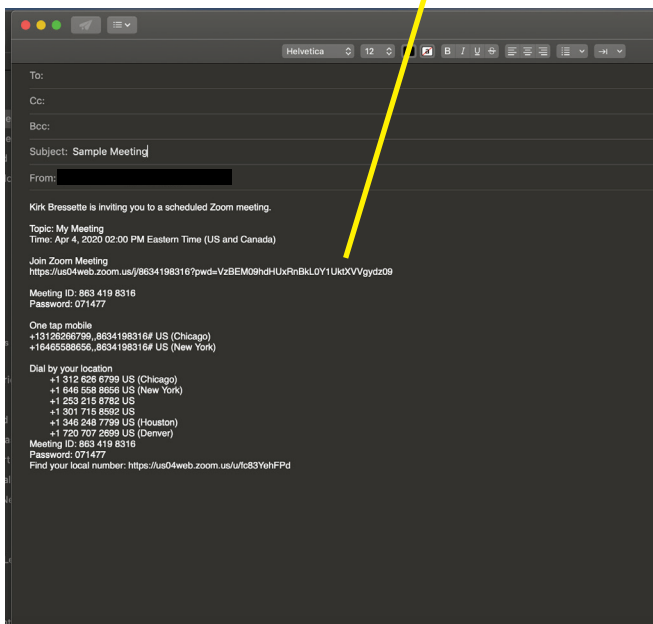 Helvetica 12 a B I U S
To:
Cc:
Bcc:
Subject: Sample Meeting
From:
Kirk Bressette is inviting you to a scheduled Zoom meeting.
Topic: My Meeting
Time: Apr 4, 2020 02:00 PM Eastern Time (US and Canada)
Join Zoom Meeting
https://us04web.zoom.us/j/8634198316?pwd=VzBEM09hdHUxRnBkL0Y1UktXVVgydz09
Meeting ID: 863 419 8316
Password: 071477
One tap mobile
+13126266799,,8634198316# US (Chicago)
+16465588656,,8634198316# US (New York)
Dial by your location
+1 312 626 6799 US (Chicago)
+1 646 558 8656 US (New York)
+1 253 215 8782 US
+1 301 715 8592 US
+1 346 248 7799 US (Houston)
+1 720 707 2699 US (Denver)
Meeting ID: 863 419 8316
Password: 071477
Find your local number: https://us04web.zoom.us/u/fc83YehFPd